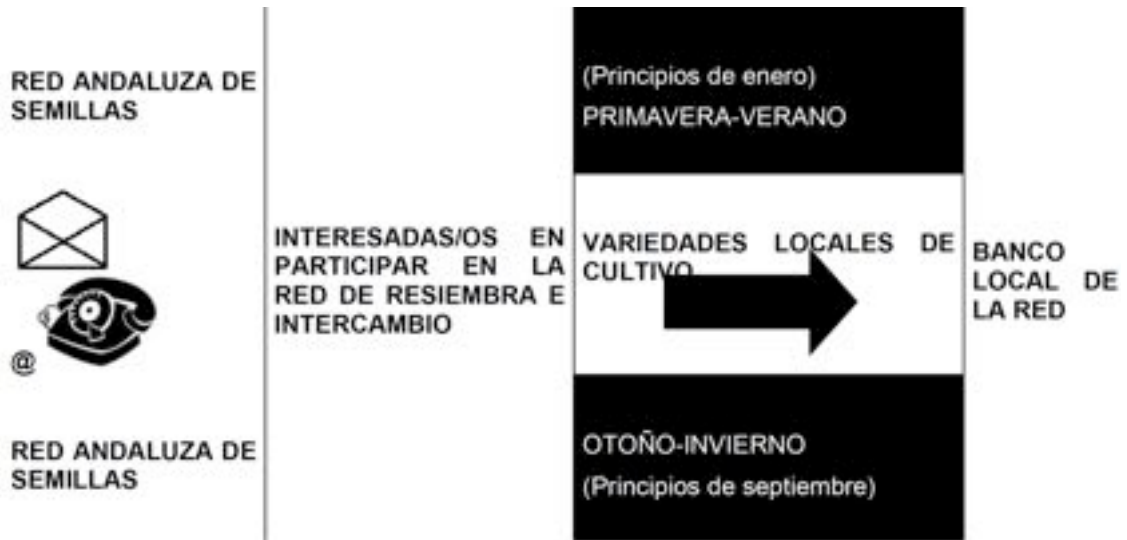 RED ANDALUZA DE
SEMILLAS
@
RED ANDALUZA DE
SEMILLAS
INTERESADAS/OS EN
PARTICIPAR EN LA
RED DE RESIEMBRA E
INTERCAMBIO
(Principios de enero)
PRIMAVERA-VERANO
VARIEDADES LOCALES DE
CULTIVO
OTOÑO-INVIERNO
(Principios de septiembre)
BANCO
LOCAL DE
LA RED